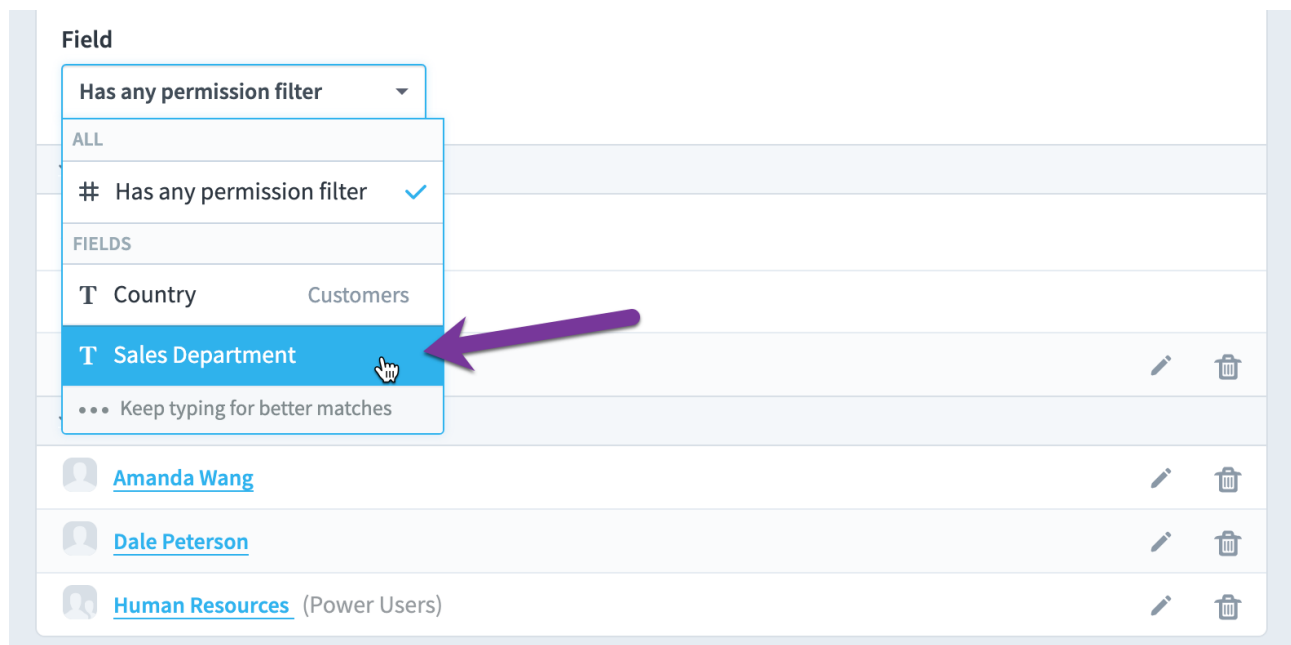 Field
Has any permission filter
ALL
# Has any permission filter
FIELDS
T Country Customers
T Sales Department
••• Keep typing for better matches
Amanda Wang
Dale Peterson
Human Resources (Power Users)